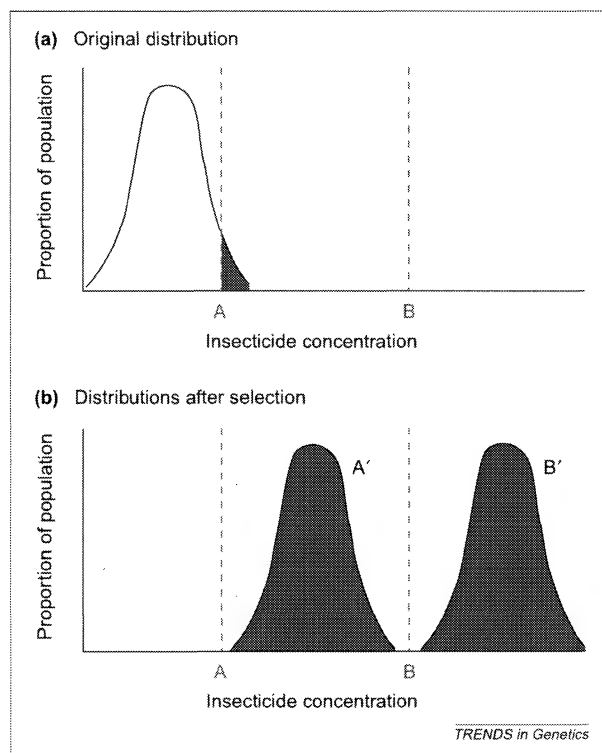 (a) Original distribution
Proportion of population
A
B
Insecticide concentration
(b) Distributions after selection
Proportion of population
A′
B′
A
B
Insecticide concentration
TRENDS in Genetics